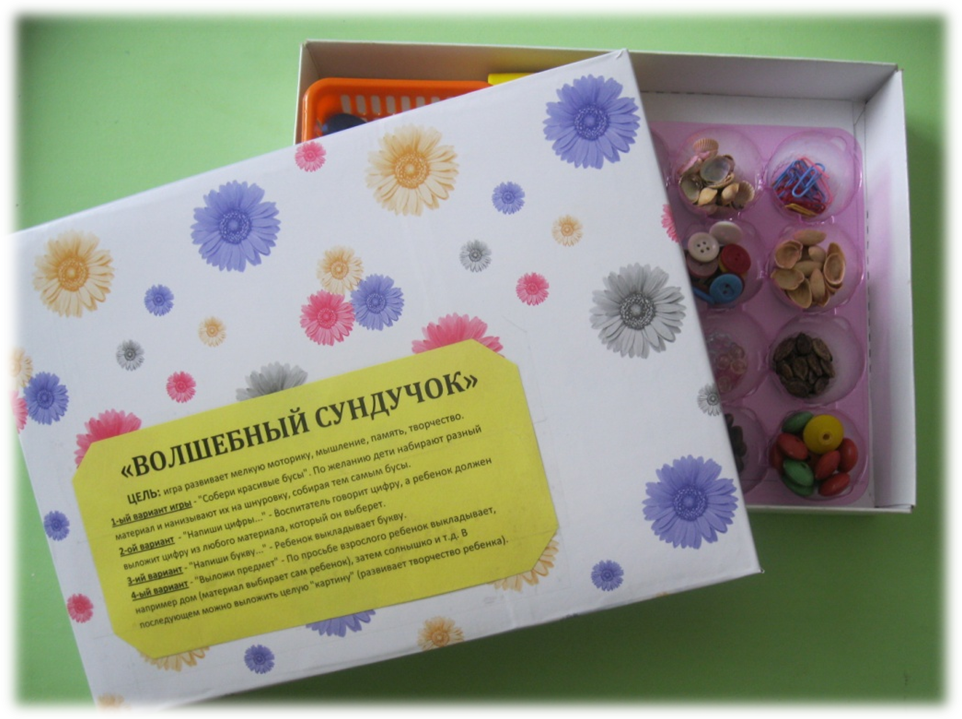 «ВОЛШЕБНЫЙ СУНДУЧОК»
ЦЕЛЬ: игра развивает мелкую моторику, мышление, память, творчество.
1-ый вариант игры - "Собери красивые бусы". По желанию дети набирают разный
материал и нанизывают их на шнуровку, собирая тем самым бусы.
2-ой вариант - "Напиши цифры..." - Воспитатель говорит цифру, а ребенок должен
выложит цифру из любого материала, который он выберет.
3-ий вариант - "Напиши букву..." - Ребенок выкладывает букву.
4-ый вариант - "Выложи предмет" - По просьбе взрослого ребенок выкладывает,
например дом (материал выбирает сам ребенок), затем солнышко и т.д. В
последующем можно выложить целую "картину" (развивает творчество ребенка).